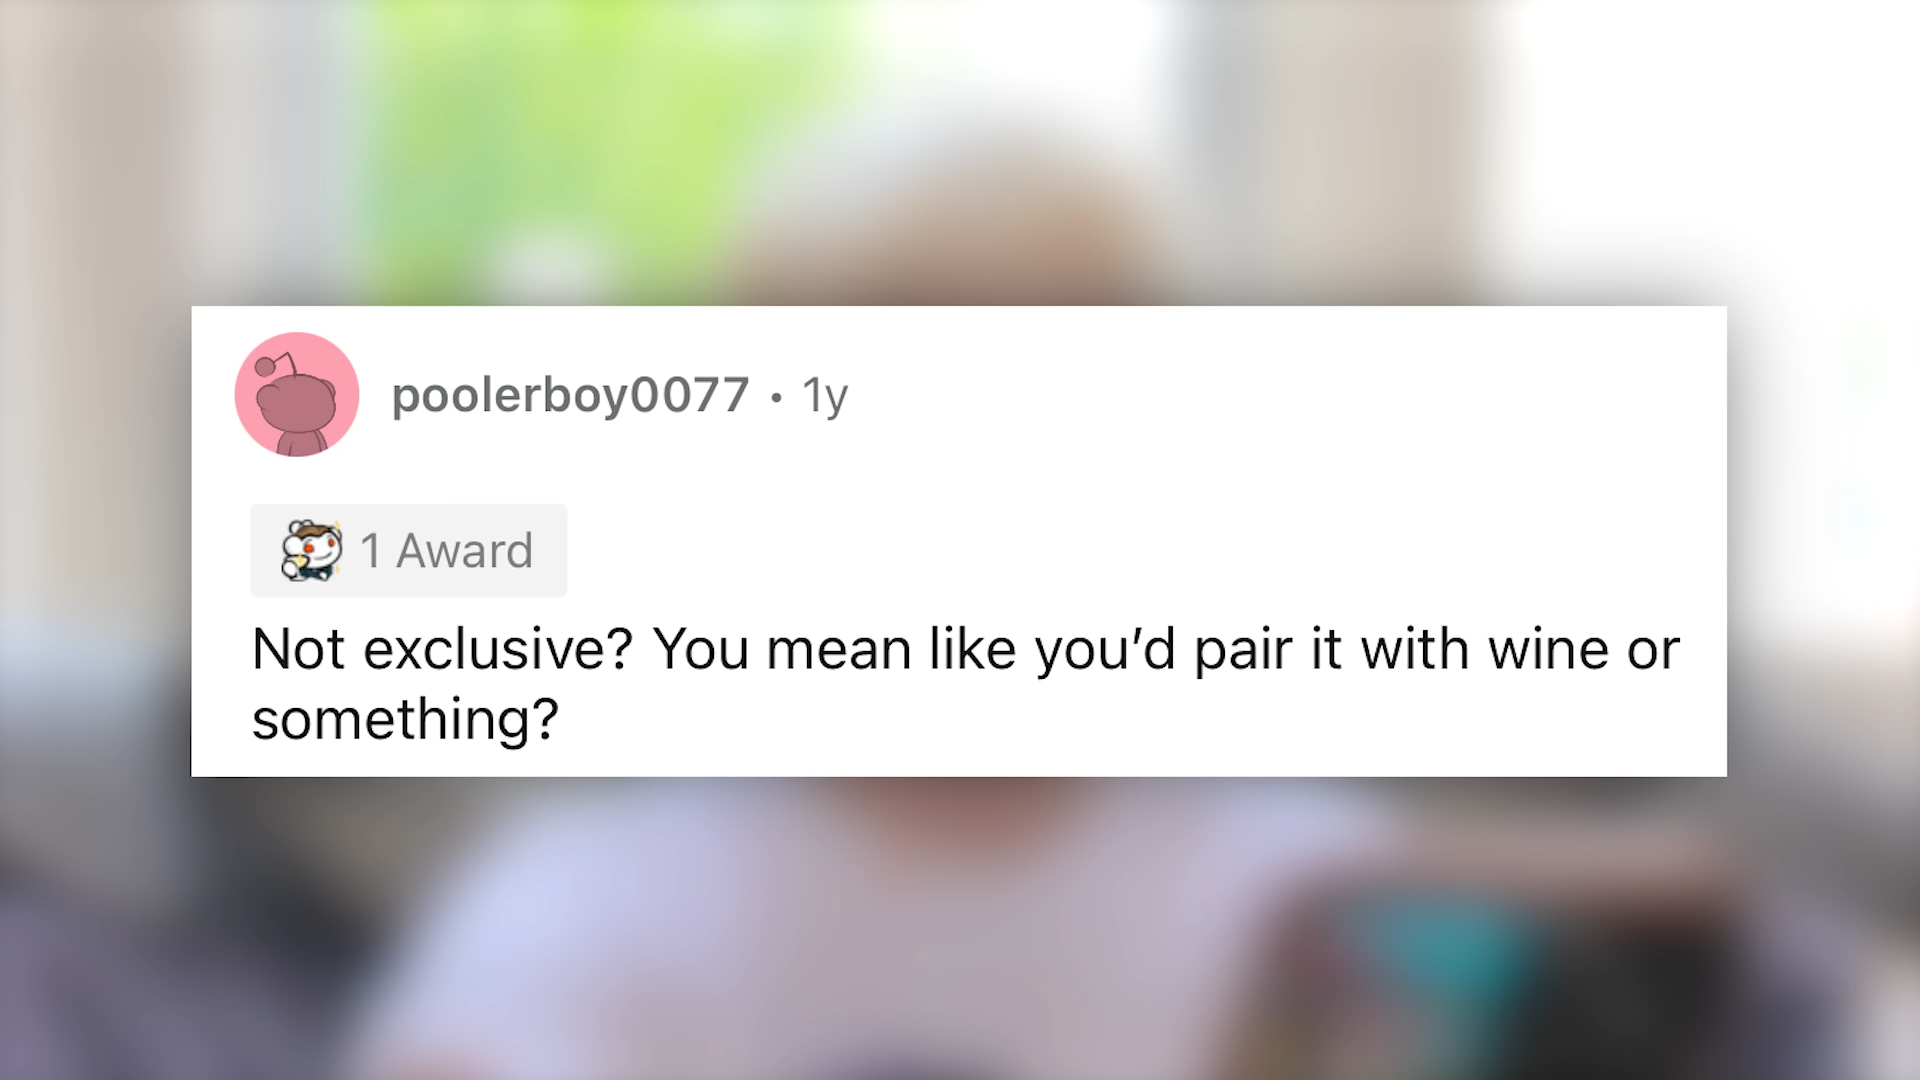 poolerboy0077 • 1y
1 Award
Not exclusive? You mean like you’d pair it with wine or
something?